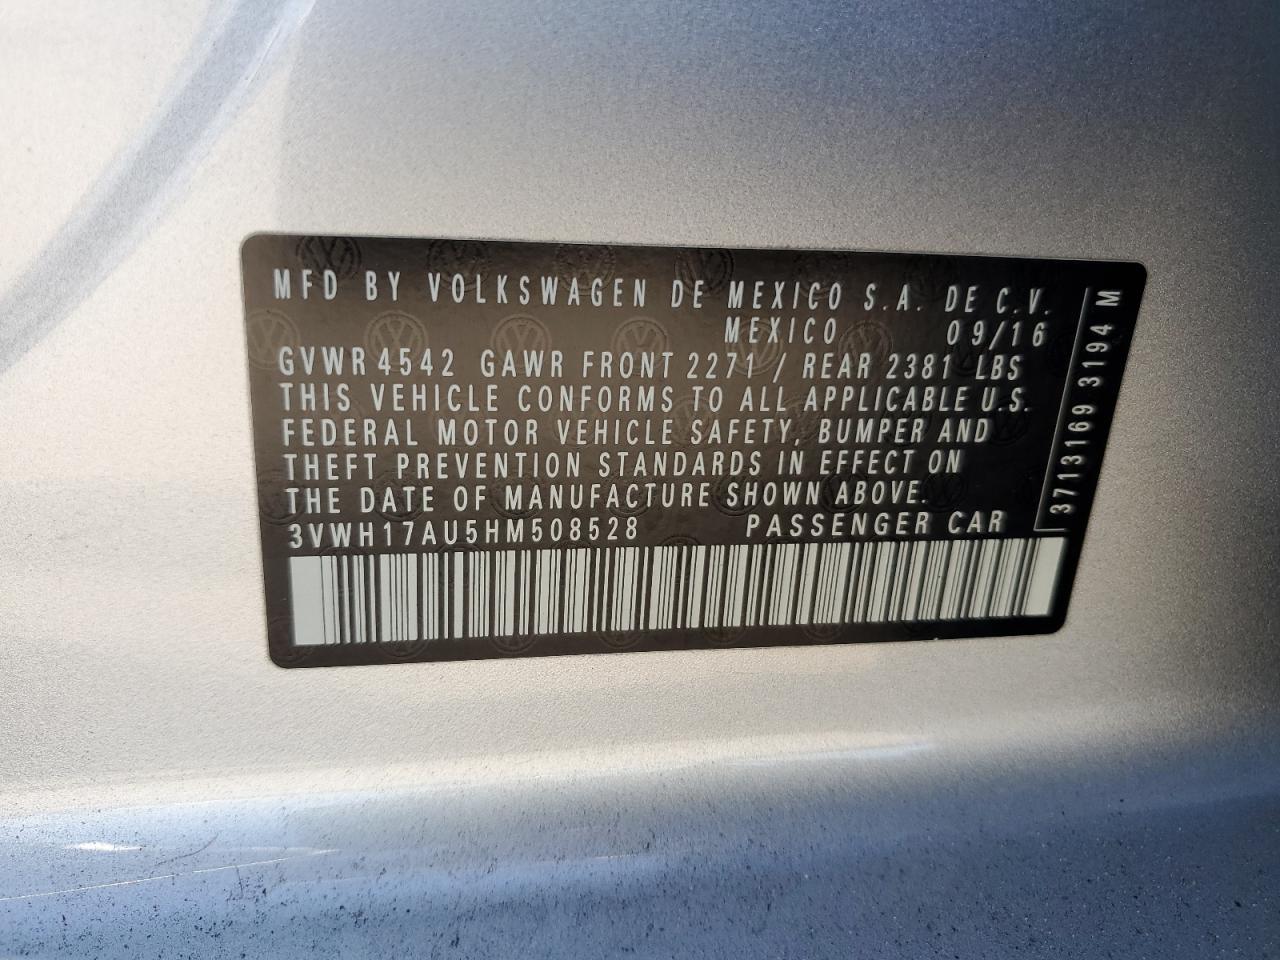 MFD BY VOLKSWAGEN DE MEXICO S.A. DE C.V.
MEXICO 09/16
GVWR 4542 GAWR FRONT 2271 / REAR 2381 LBS
THIS VEHICLE CONFORMS TO ALL APPLICABLE U.S.
FEDERAL MOTOR VEHICLE SAFETY, BUMPER AND
THEFT PREVENTION STANDARDS IN EFFECT ON
THE DATE OF MANUFACTURE SHOWN ABOVE.
3VWH17AU5HM508528 PASSENGER CAR
3713169 3194 M